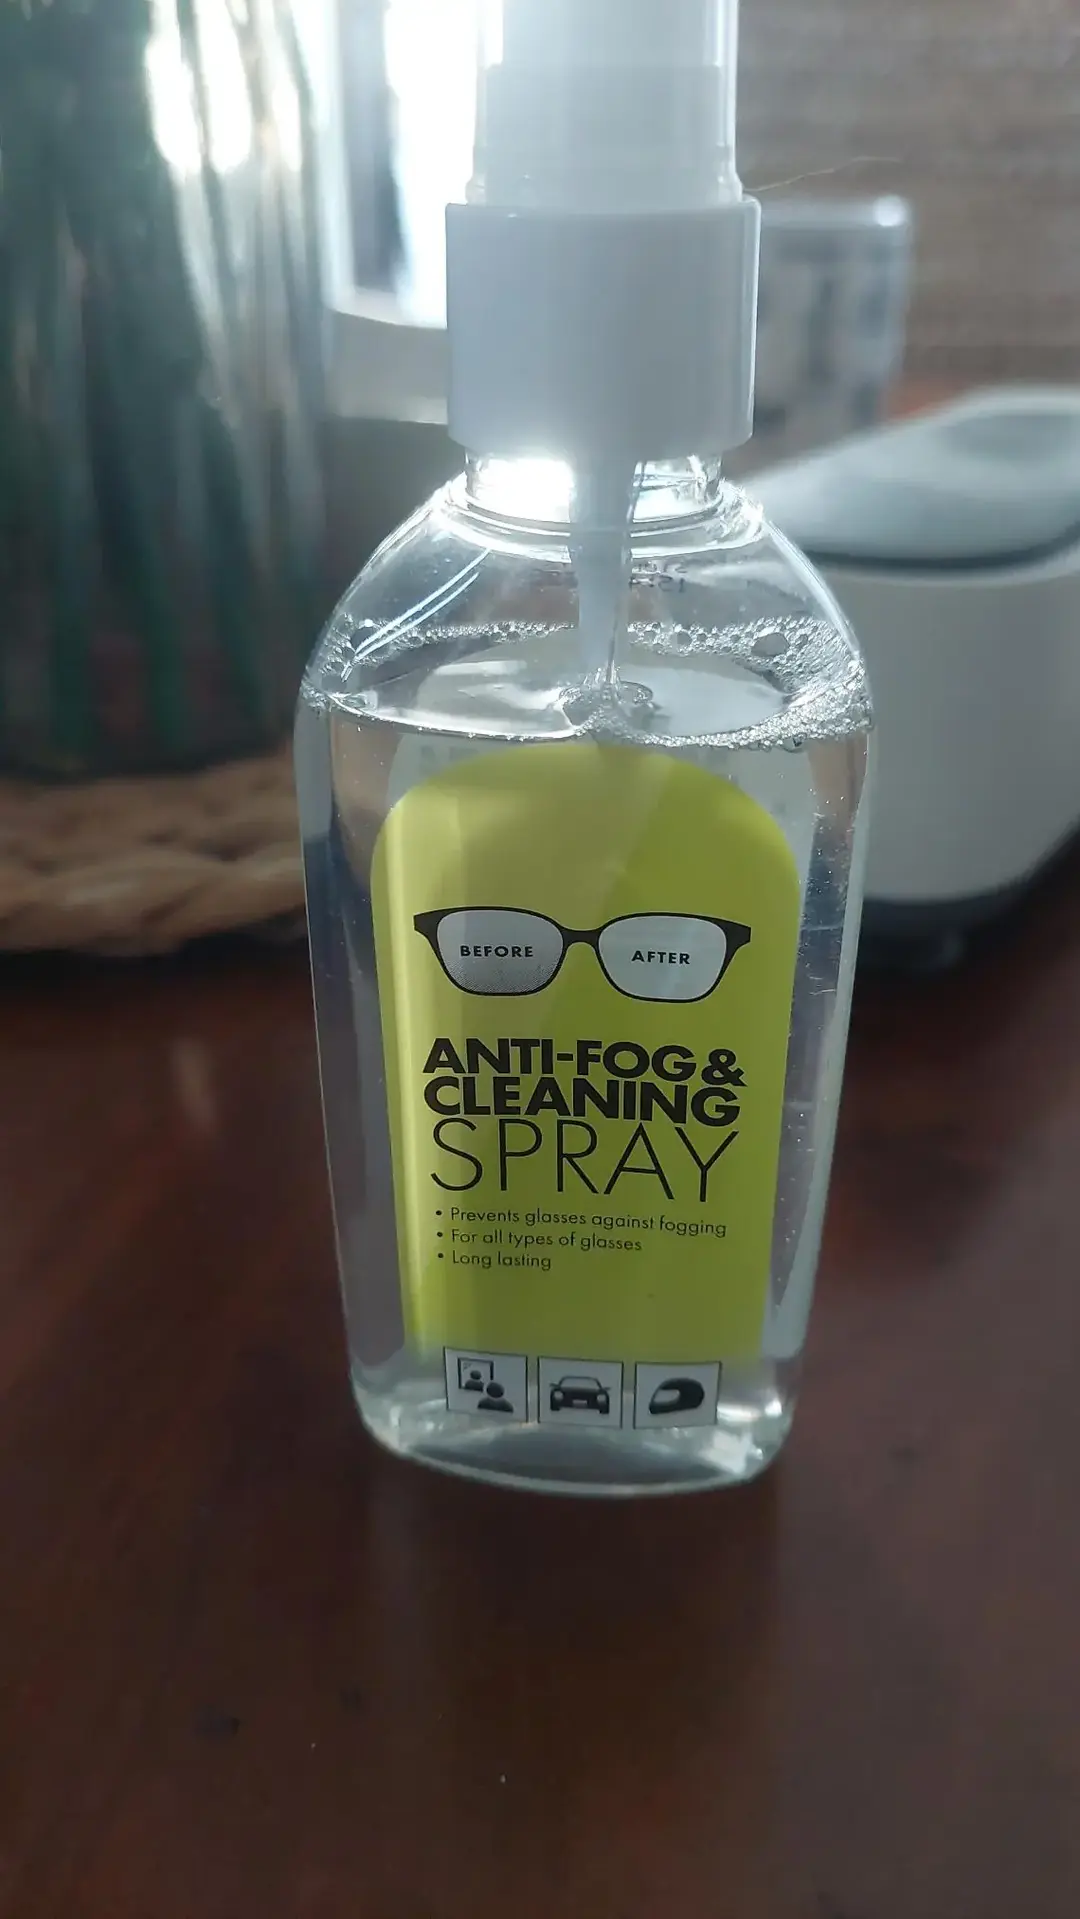 BEFORE
AFTER
ANTI-FOG &
CLEANING
SPRAY
• Prevents glasses against fogging
• For all types of glasses
• Long lasting